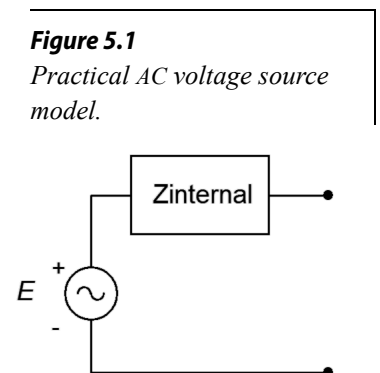 Figure 5.1
Practical AC voltage source
model.
Zinternal
+
E
-